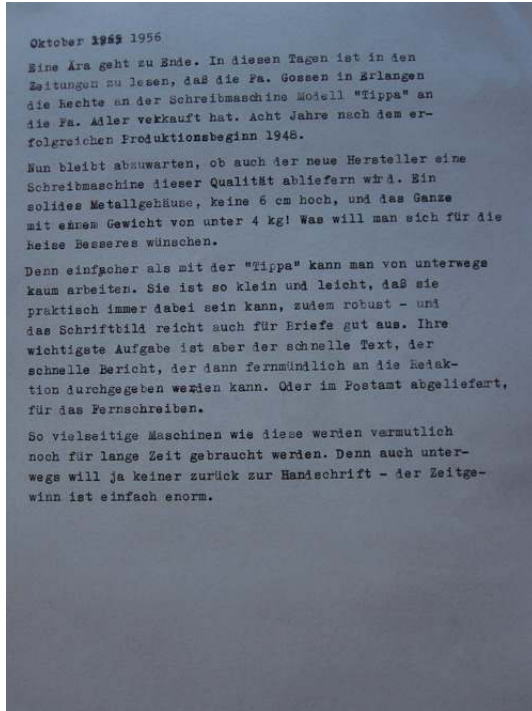 Oktober 1956
Eine Ära geht zu Ende. In diesen Tagen ist in den
Zeitungen zu lesen, daß die Fa. Gossen in Erlangen
die Rechte an der Schreibmaschine Modell "Tippa" an
die Fa. Adler verkauft hat. Acht Jahre nach dem er-
folgreichen Produktionsbeginn 1948.
Nun bleibt abzuwarten, ob auch der neue Hersteller eine
Schreibmaschine dieser Qualität abliefern wird. Ein
solides Metallgehäuse, keine 6 cm hoch, und das Ganze
mit einem Gewicht von unter 4 kg! Was will man sich für die
Reise Besseres wünschen.
Denn einfacher als mit der "Tippa" kann man von unterwegs
kaum arbeiten. Sie ist so klein und leicht, daß sie
praktisch immer dabei sein kann, zudem robust - und
das Schriftbild reicht auch für Briefe gut aus. Ihre
wichtigste Aufgabe ist aber der schnelle Text, der
schnelle Bericht, der dann fernmündlich an die Redak-
tion durchgegeben werden kann. Oder im Postamt abgeliefert,
für das Fernschreiben.
So vielseitige Maschinen wie diese werden vermutlich
noch für lange Zeit gebraucht werden. Denn auch unter-
wegs will ja keiner zurück zur Handschrift - der Zeitge-
winn ist einfach enorm.